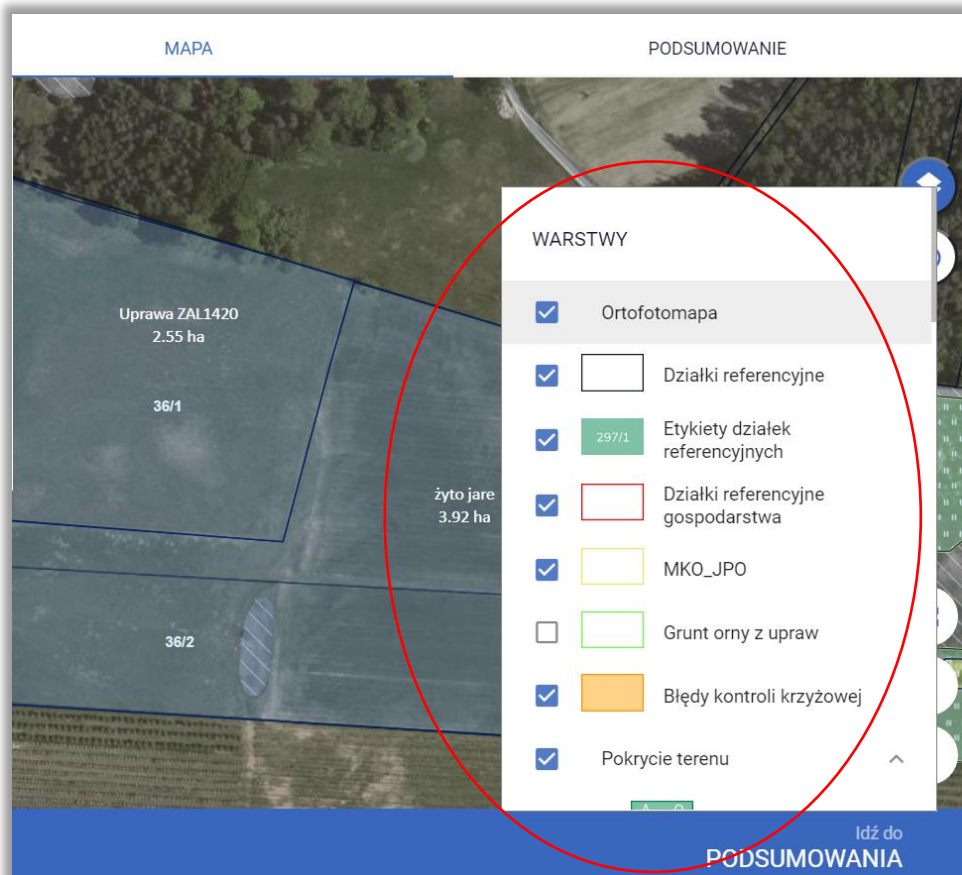 MAPA
PODSUMOWANIE
Uprawa ZAL1420
2.55 ha
36/1
żyto jare
3.92 ha
36/2
WARSTWY
Ortofotomapa
Działki referencyjne
297/1
Etykiety działek
referencyjnych
Działki referencyjne
gospodarstwa
MKO_JPO
Grunt orny z upraw
Błędy kontroli krzyżowej
Pokrycie terenu
Idź do
PODSUMOWANIA